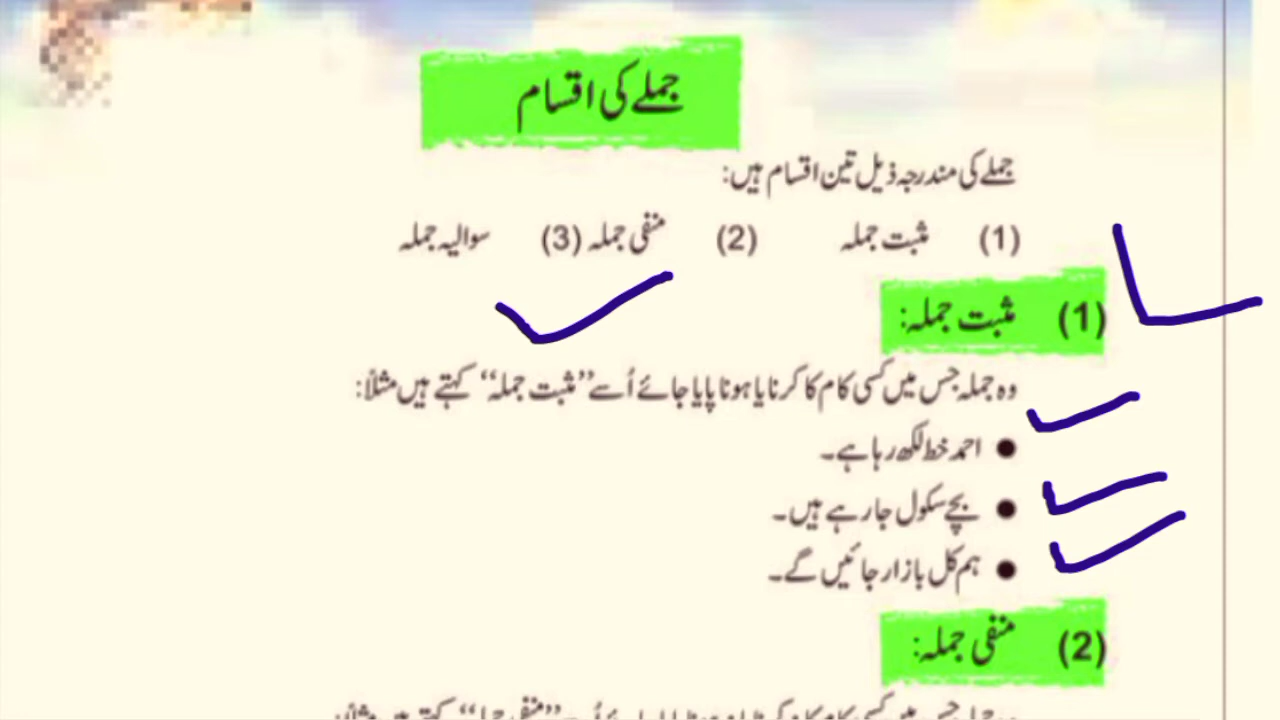 جملے کی اقسام
جملے کی مندرجہ ذیل تین اقسام ہیں:
(1) مثبت جملہ (2) منفی جملہ (3) سوالیہ جملہ
(1) مثبت جملہ:
وہ جملہ جس میں کسی کام کا کرنا یا ہونا پایا جائے اُسے ”مثبت جملہ“ کہتے ہیں مثلاً:
● احمد خط لکھ رہا ہے۔
● بچے سکول جا رہے ہیں۔
● ہم کل بازار جائیں گے۔
(2) منفی جملہ: